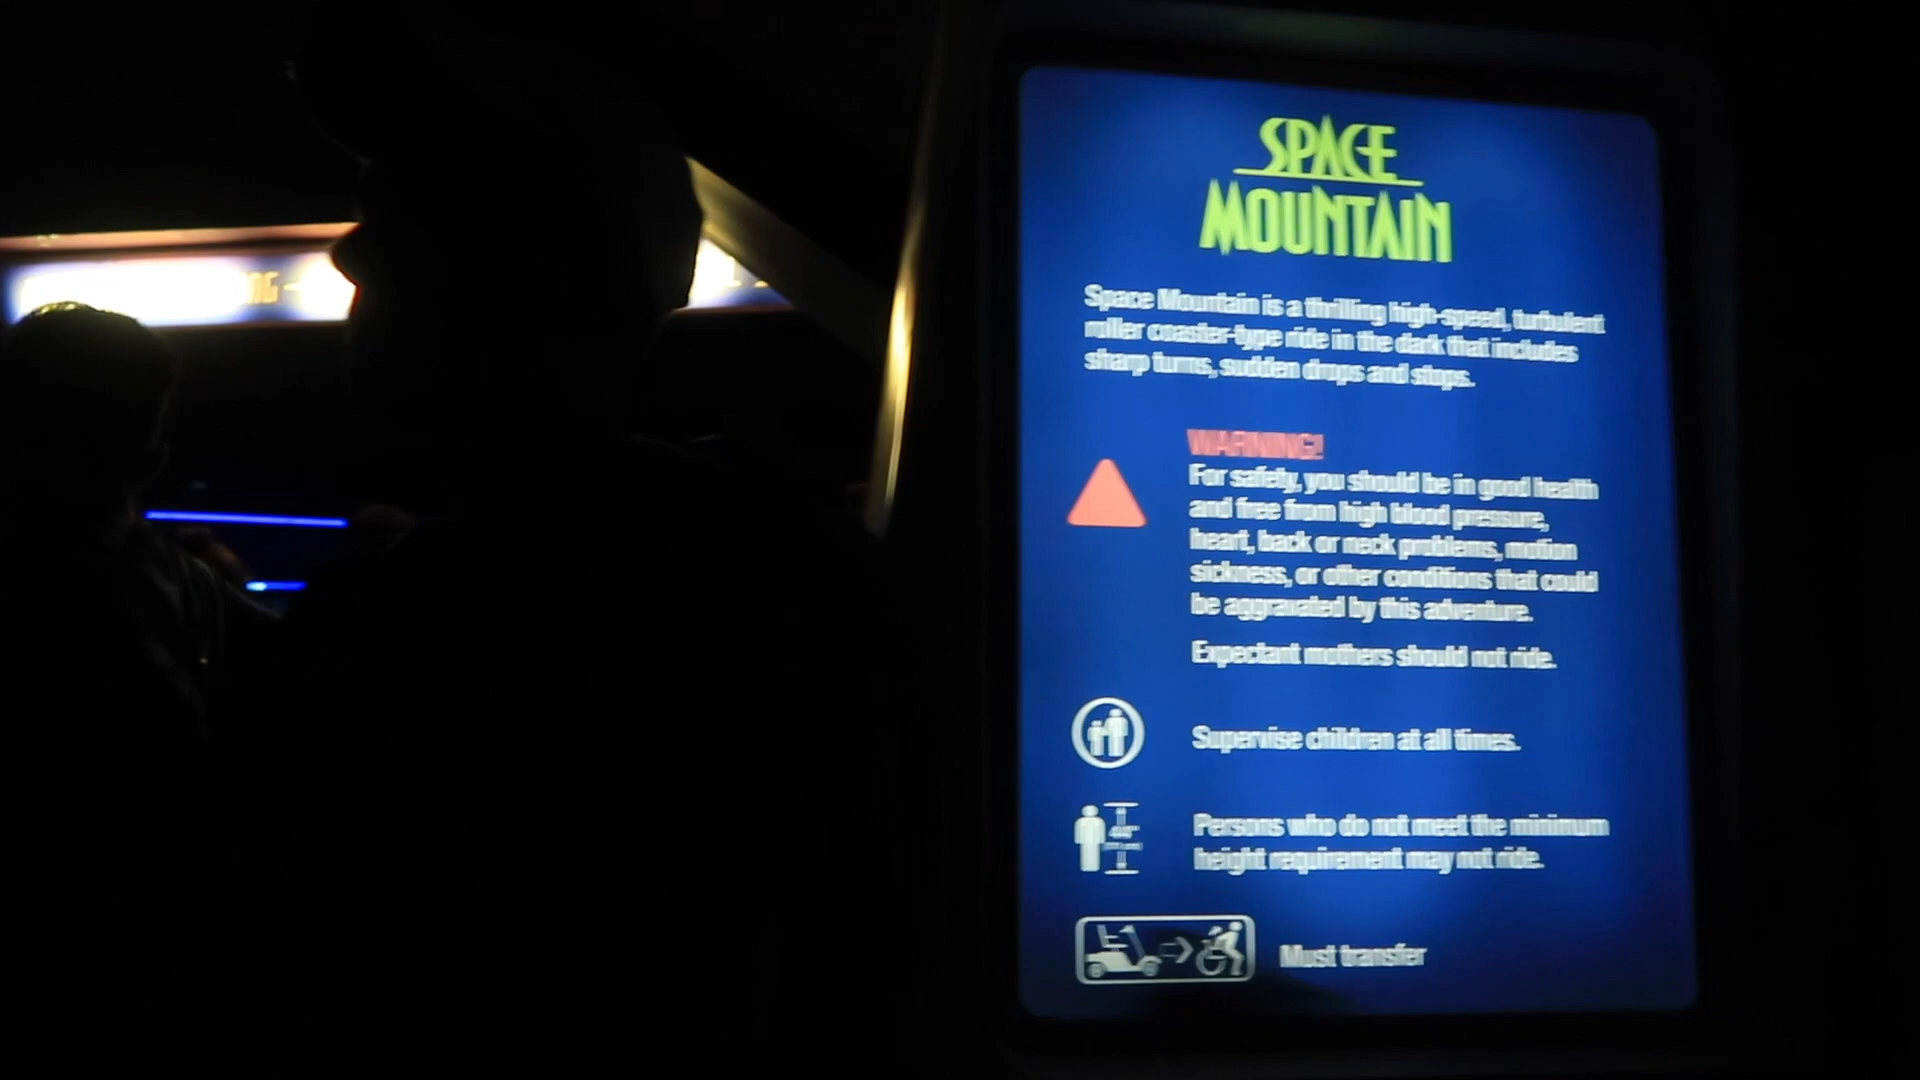 SPACE
MOUNTAIN
Space Mountain is a thrilling high-speed, turbulent
roller coaster-type ride in the dark that includes
sharp turns, sudden drops and stops.
WARNING!
For safety, you should be in good health
and free from high blood pressure,
heart, back or neck problems, motion
sickness, or other conditions that could
be aggravated by this adventure.
Expectant mothers should not ride.
Supervise children at all times.
44"
Persons who do not meet the minimum
height requirement may not ride.
Must transfer